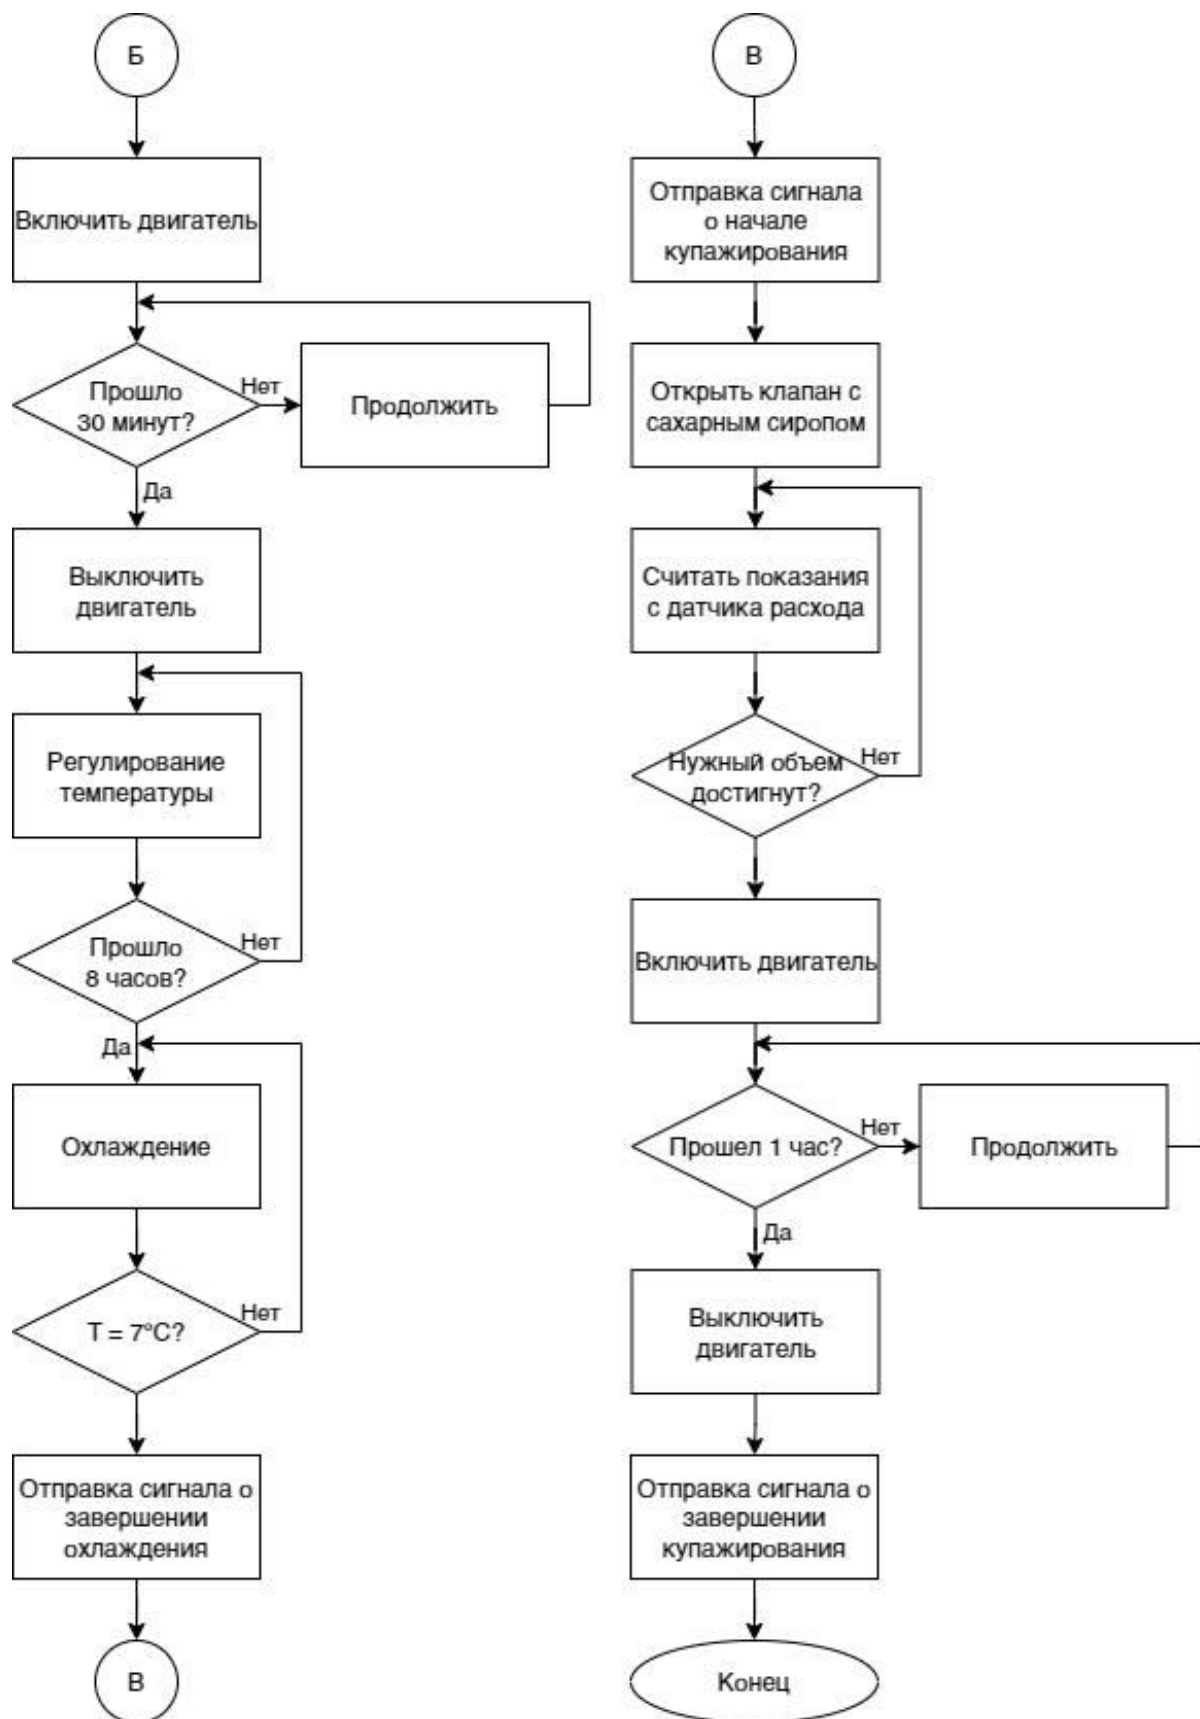 Б
Включить двигатель
Прошло
30 минут?
Нет
Продолжить
Да
Выключить
двигатель
Регулирование
температуры
Прошло
8 часов?
Нет
Да
Охлаждение
T = 7°C?
Нет
Отправка сигнала о
завершении
охлаждения
В
В
Отправка сигнала
о начале
купажирования
Открыть клапан с
сахарным сиропом
Считать показания
с датчика расхода
Нужный объем
достигнут?
Нет
Включить двигатель
Прошел 1 час?
Нет
Продолжить
Да
Выключить
двигатель
Отправка сигнала о
завершении
купажирования
Конец